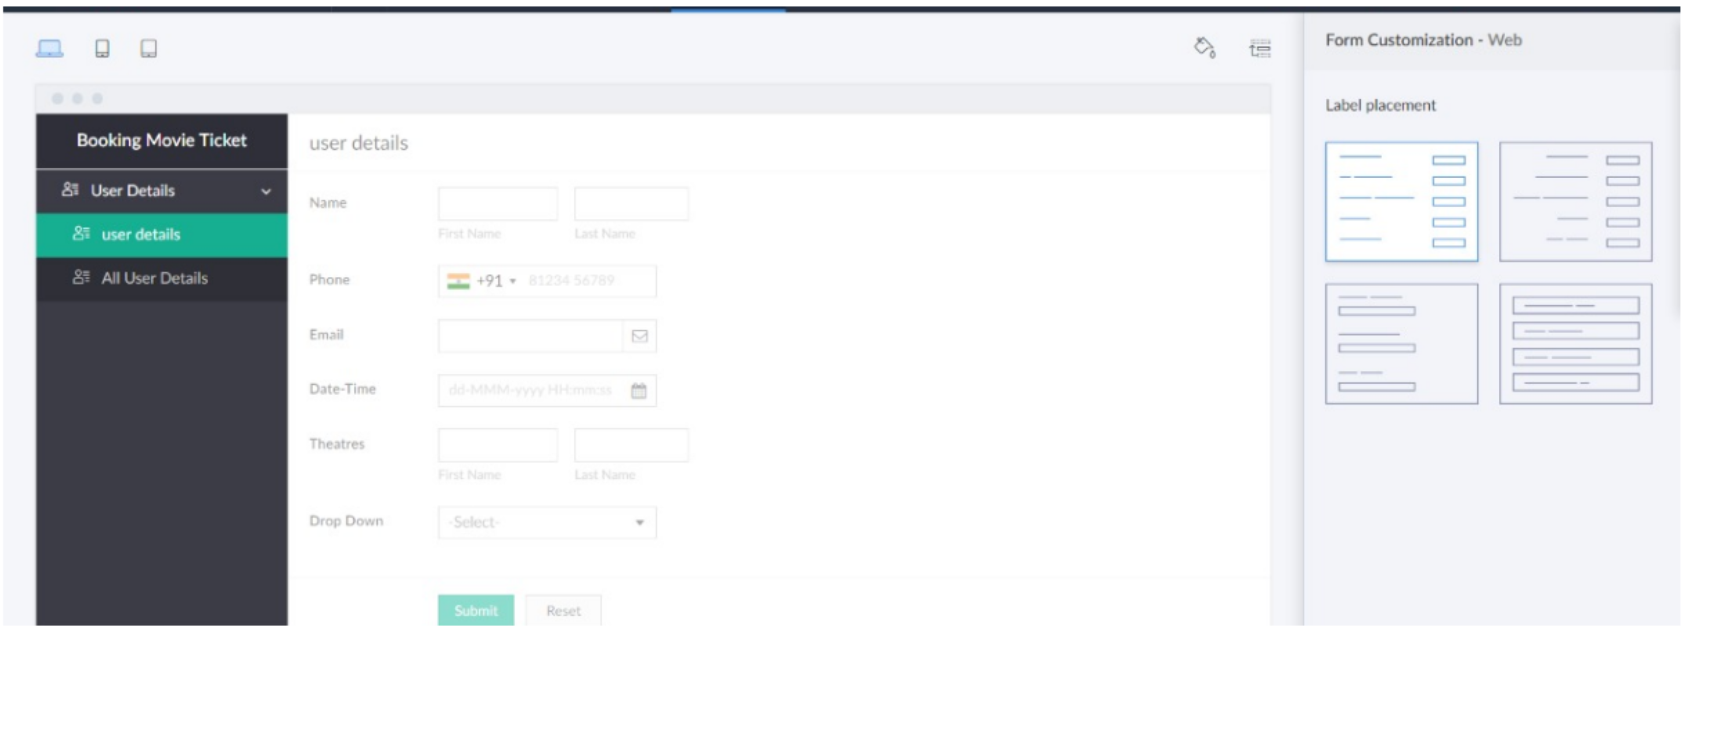 Form Customization - Web
Label placement
Booking Movie Ticket
User Details
user details
All User Details
user details
Name
First Name Last Name
Phone +91 81234 56789
Email
Date-Time dd-MMM-yyyy HH:mm:ss
Theatres
First Name Last Name
Drop Down -Select-
Submit Reset